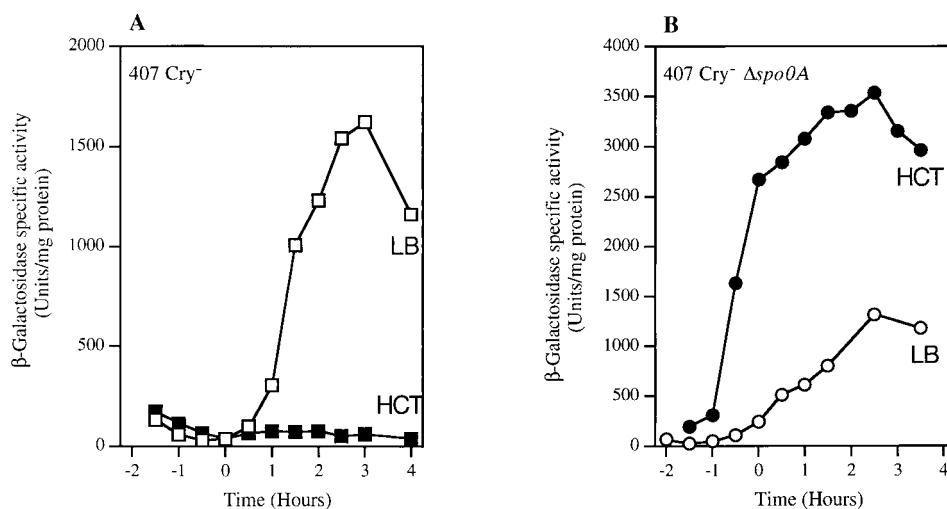 A
2000
407 Cry⁻
1500
1000
500
0
β-Galactosidase specific activity
(Units/mg protein)
LB
HCT
-2 -1 0 1 2 3 4
Time (Hours)
B
4000
407 Cry⁻ Δspo0A
3500
3000
2500
2000
1500
1000
500
0
β-Galactosidase specific activity
(Units/mg protein)
HCT
LB
-2 -1 0 1 2 3 4
Time (Hours)